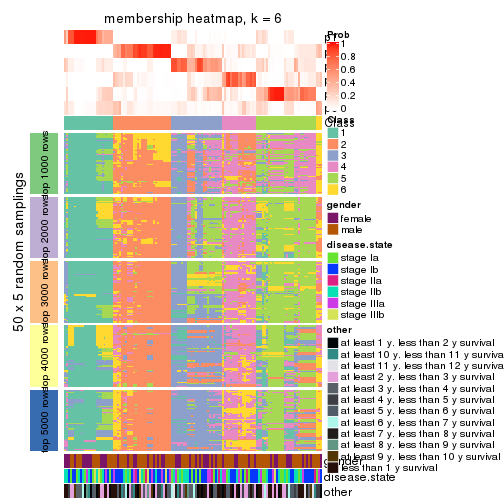 membership heatmap, k = 6
Prob
1
0.8
0.6
0.4
0.2
0
Class
Class
1
2
3
4
5
6
gender
female
male
disease.state
stage Ia
stage Ib
stage IIa
stage IIb
stage IIIa
stage IIIb
other
at least 1 y. less than 2 y survival
at least 10 y. less than 11 y survival
at least 11 y. less than 12 y survival
at least 2 y. less than 3 y survival
at least 3 y. less than 4 y survival
at least 4 y. less than 5 y survival
at least 5 y. less than 6 y survival
at least 6 y. less than 7 y survival
at least 7 y. less than 8 y survival
at least 8 y. less than 9 y survival
at least 9 y. less than 10 y survival
less than 1 y survival
50 x 5 random samplings
top 1000 rows
top 2000 rows
top 3000 rows
top 4000 rows
top 5000 rows
gender
disease.state
other